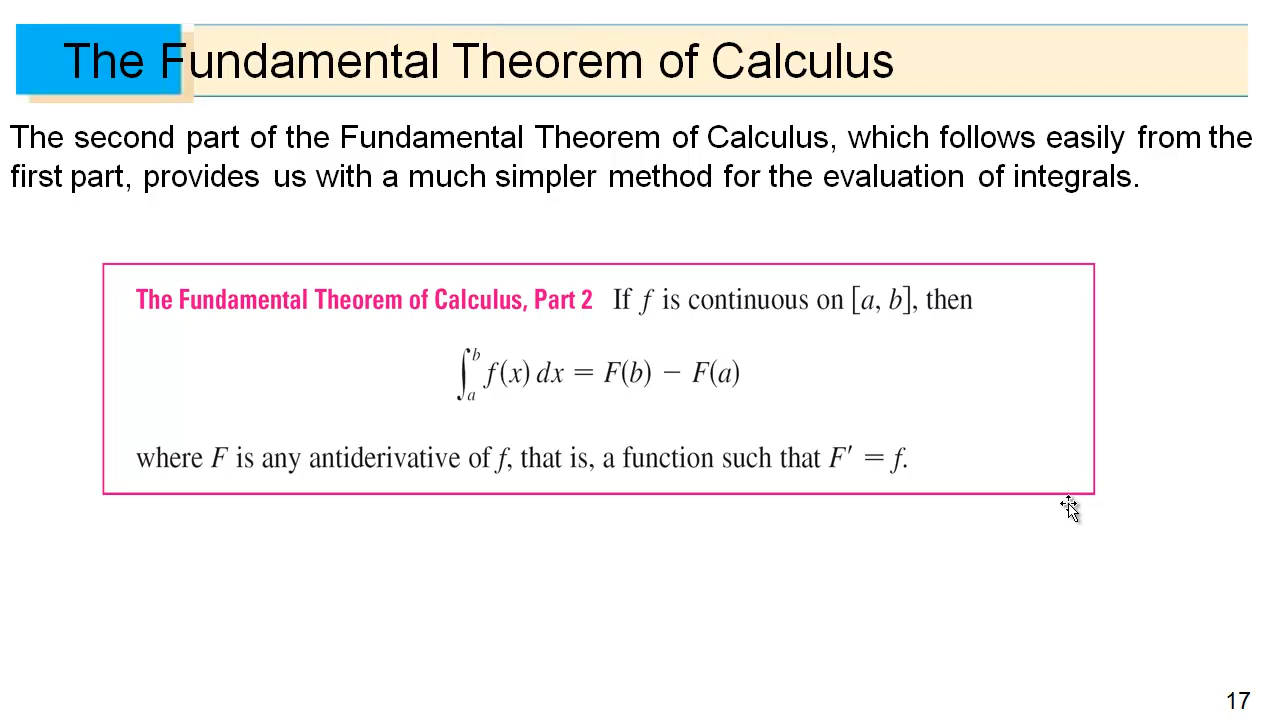 The Fundamental Theorem of Calculus
The second part of the Fundamental Theorem of Calculus, which follows easily from the
first part, provides us with a much simpler method for the evaluation of integrals.
The Fundamental Theorem of Calculus, Part 2 If f is continuous on [a, b], then
∫_a^b f(x) dx = F(b) − F(a)
where F is any antiderivative of f, that is, a function such that F′ = f.
17